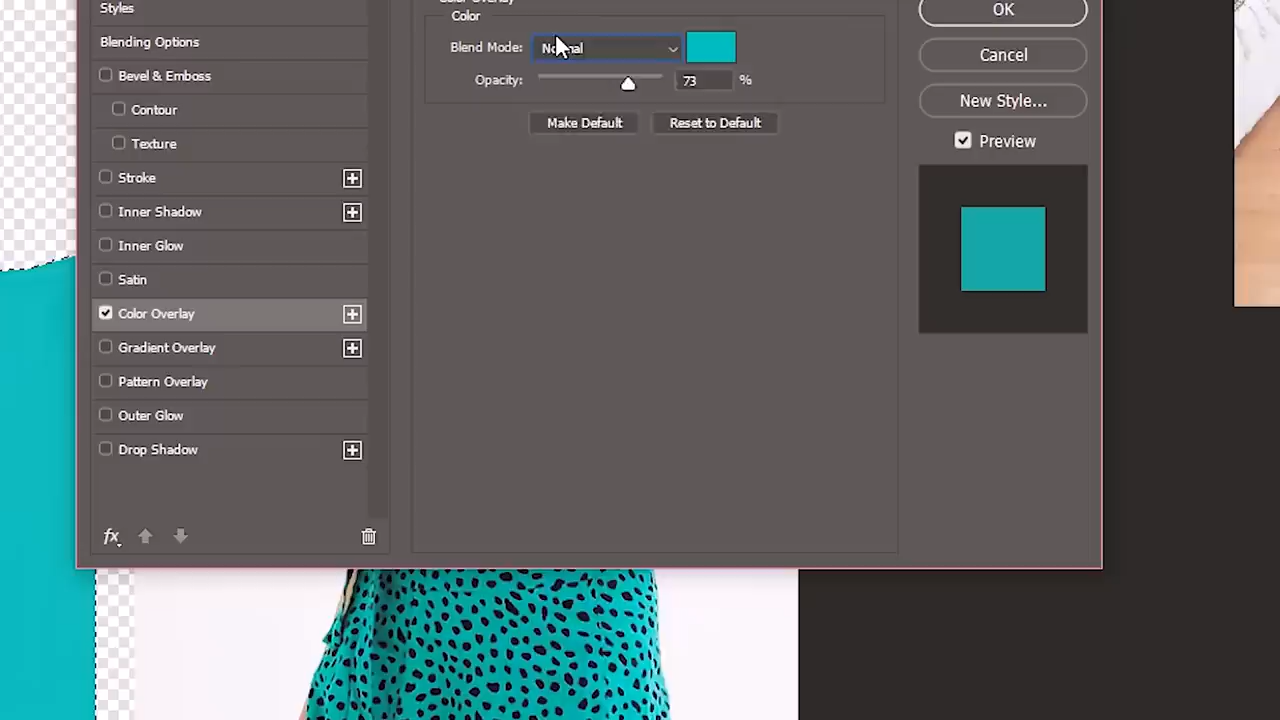 Styles
Blending Options
Bevel & Emboss
Contour
Texture
Stroke
Inner Shadow
Inner Glow
Satin
Color Overlay
Gradient Overlay
Pattern Overlay
Outer Glow
Drop Shadow
fx
Color Overlay
Color
Blend Mode: Normal
Opacity: 73 %
Make Default Reset to Default
OK
Cancel
New Style...
Preview